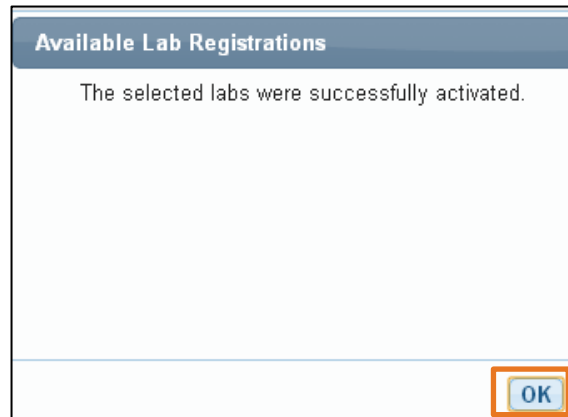 Available Lab Registrations
The selected labs were successfully activated.
OK